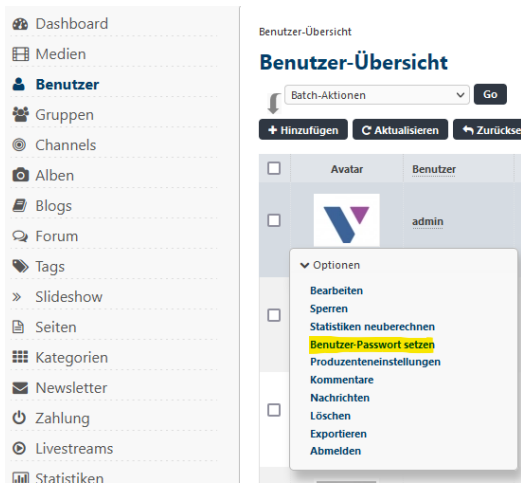 Dashboard
Medien
Benutzer
Gruppen
Channels
Alben
Blogs
Forum
Tags
Slideshow
Seiten
Kategorien
Newsletter
Zahlung
Livestreams
Statistiken
Benutzer-Übersicht
Benutzer-Übersicht
Batch-Aktionen
Go
Hinzufügen
Aktualisieren
Zurückse
Avatar
Benutzer
admin
Optionen
Bearbeiten
Sperren
Statistiken neuberechnen
Benutzer-Passwort setzen
Produzenteneinstellungen
Kommentare
Nachrichten
Löschen
Exportieren
Abmelden